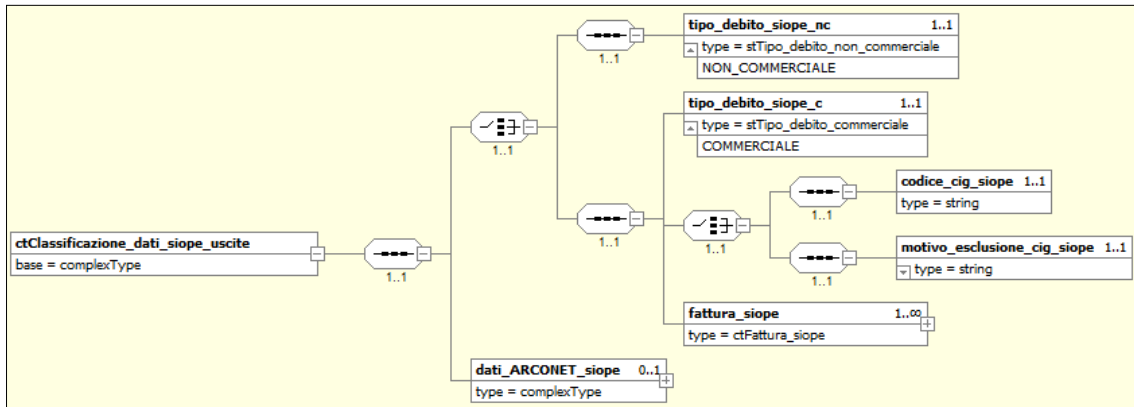 tipo_debito_siope_nc 1..1
type = stTipo_debito_non_commerciale
NON_COMMERCIALE
1..1
tipo_debito_siope_c 1..1
type = stTipo_debito_commerciale
COMMERCIALE
1..1
codice_cig_siope 1..1
type = string
1..1
1..1
1..1
motivo_esclusione_cig_siope 1..1
type = string
1..1
ctClassificazione_dati_siope_uscite
base = complexType
1..1
fattura_siope 1..∞
type = ctFattura_siope
dati_ARCONET_siope 0..1
type = complexType